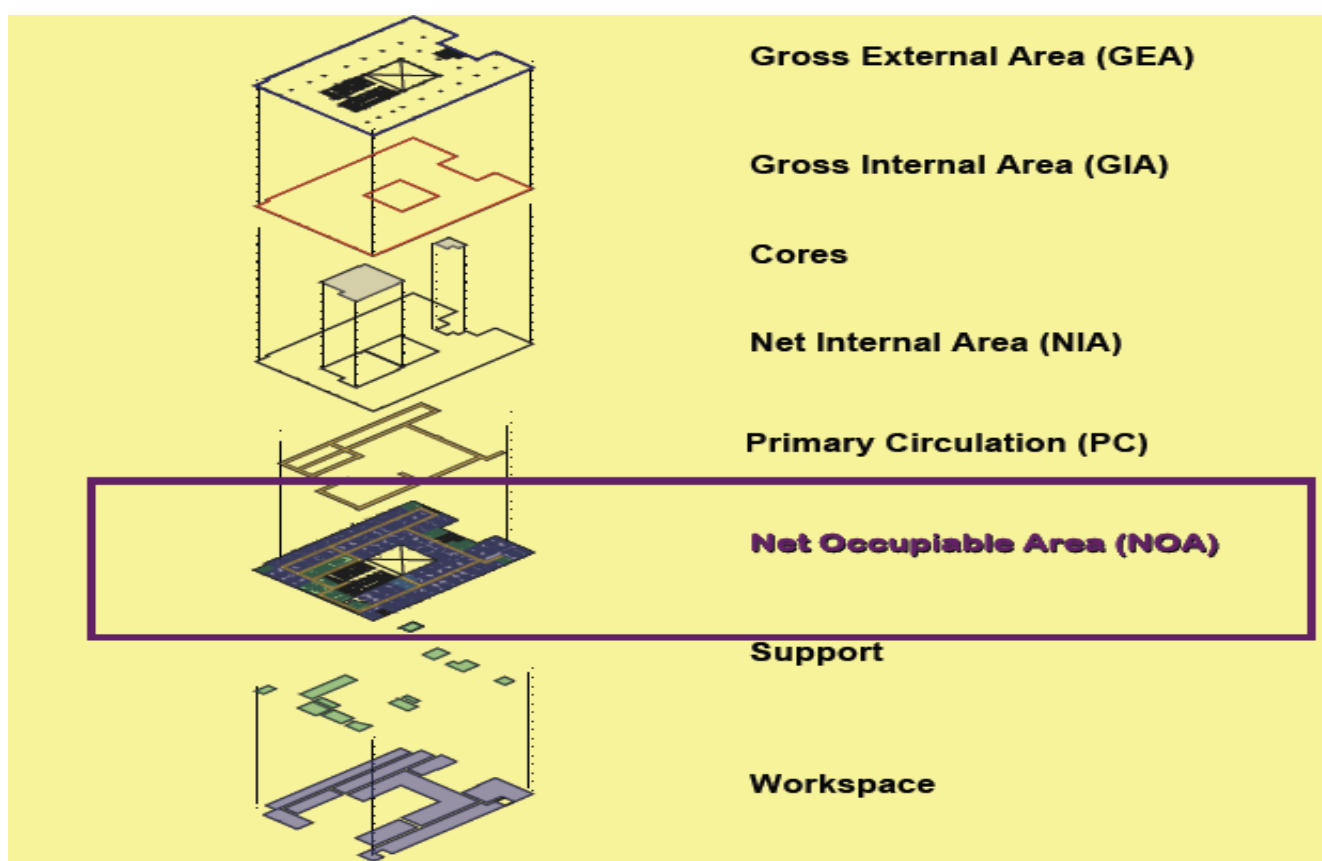 Gross External Area (GEA)
Gross Internal Area (GIA)
Cores
Net Internal Area (NIA)
Primary Circulation (PC)
Net Occupiable Area (NOA)
Support
Workspace